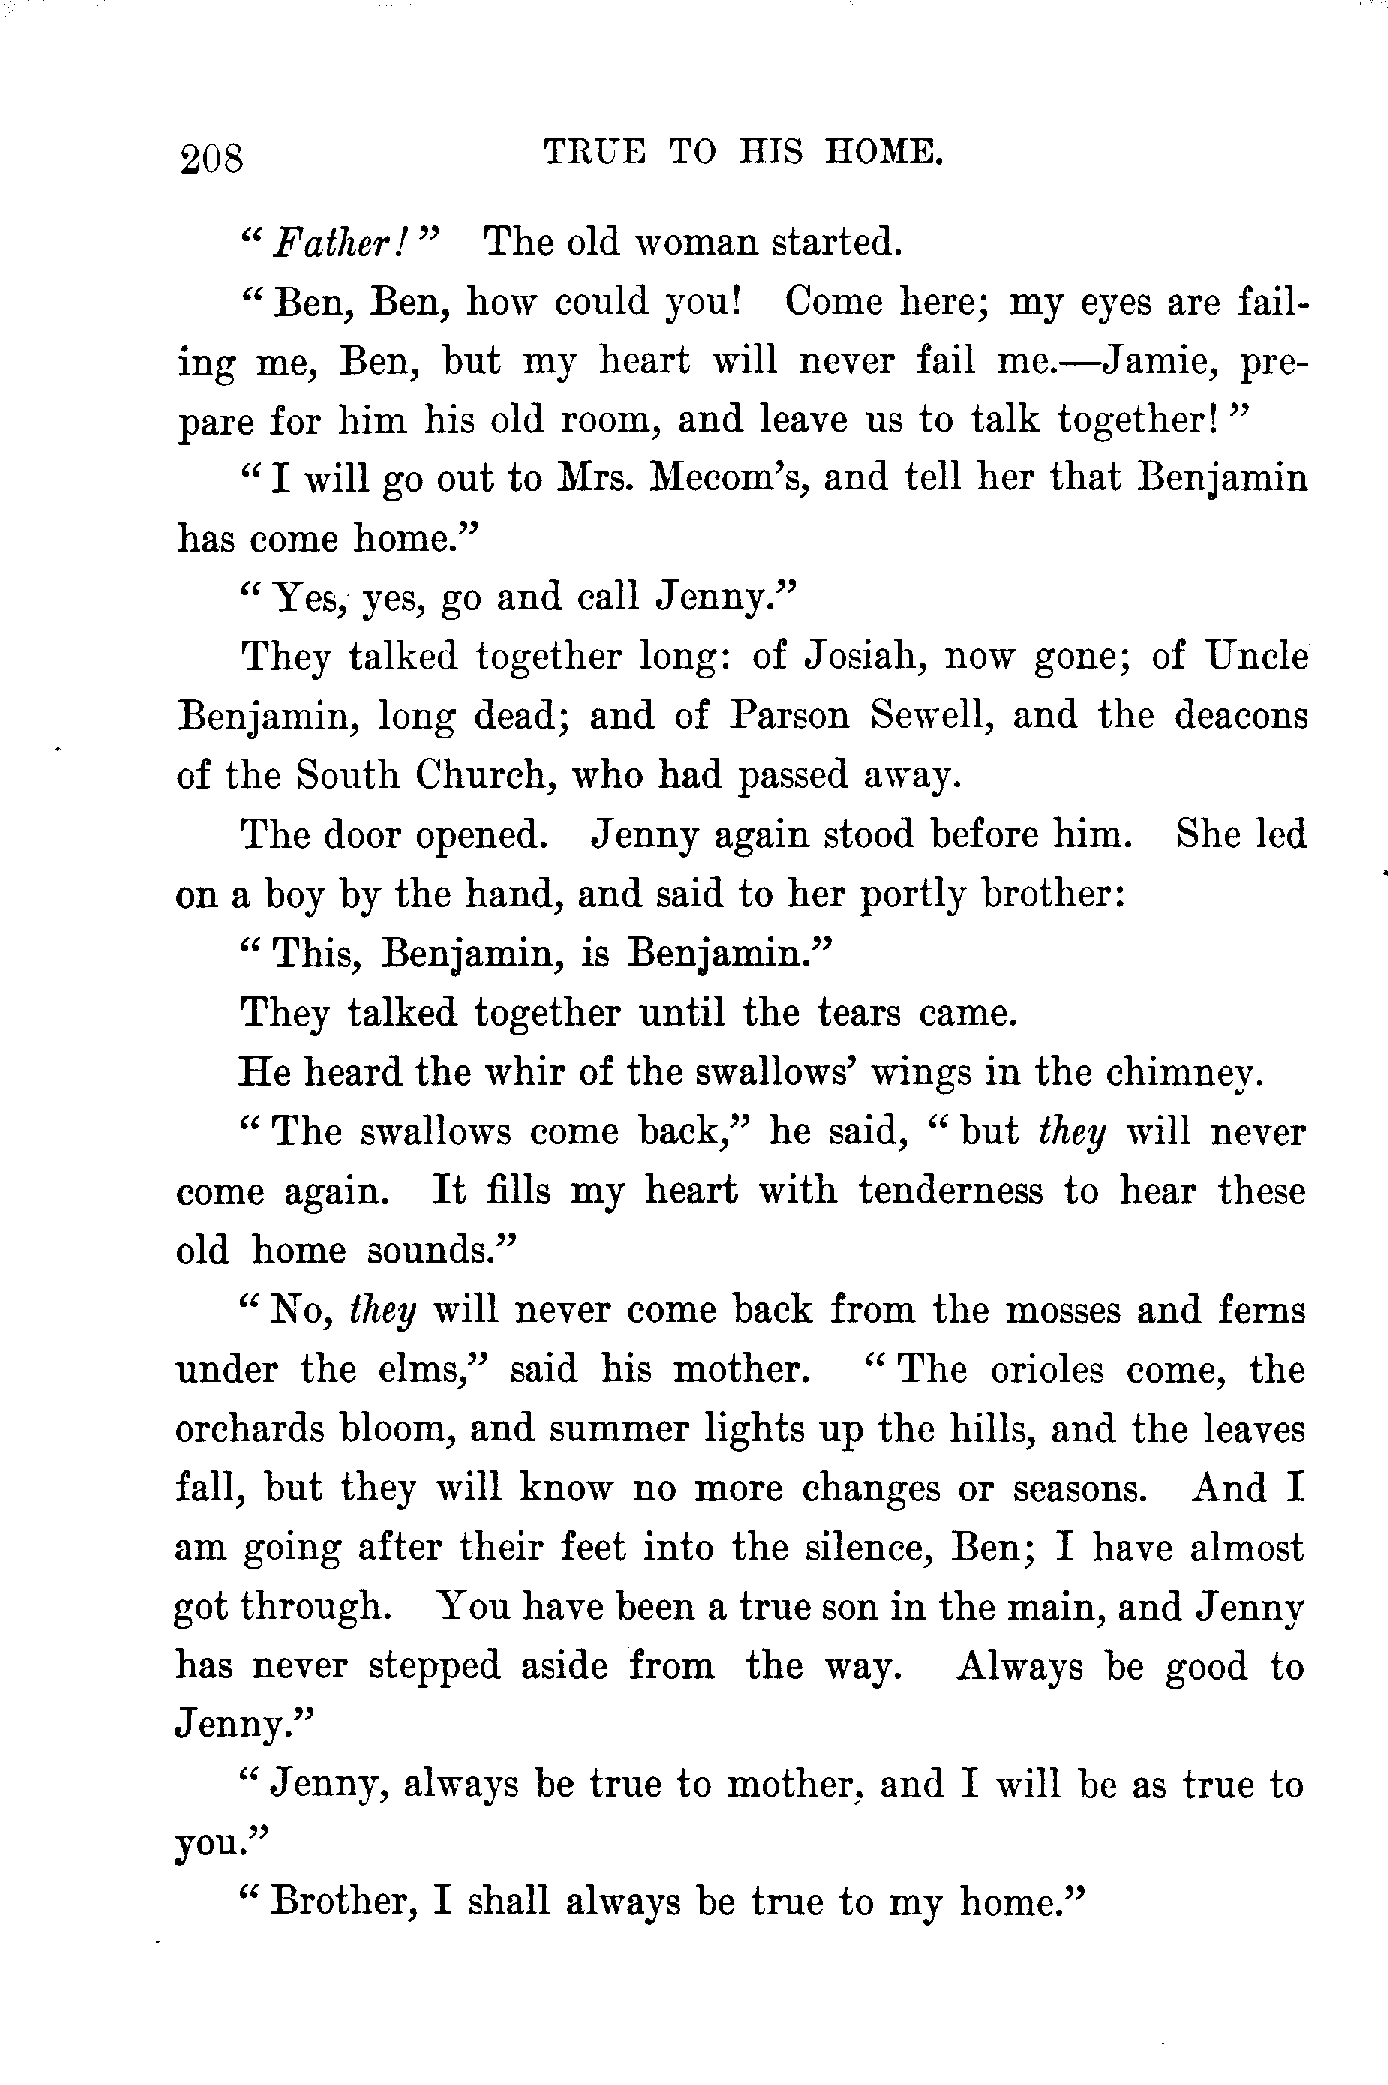 208 TRUE TO HIS HOME.
“ Father! ” The old woman started.
“ Ben, Ben, how could you! Come here; my eyes are fail-
ing me, Ben, but my heart will never fail me.—Jamie, pre-
pare for him his old room, and leave us to talk together! ”
“ I will go out to Mrs. Mecom’s, and tell her that Benjamin
has come home.”
“ Yes, yes, go and call Jenny.”
They talked together long: of Josiah, now gone; of Uncle
Benjamin, long dead; and of Parson Sewell, and the deacons
of the South Church, who had passed away.
The door opened. Jenny again stood before him. She led
on a boy by the hand, and said to her portly brother:
“ This, Benjamin, is Benjamin.”
They talked together until the tears came.
He heard the whir of the swallows’ wings in the chimney.
“ The swallows come back,” he said, “ but they will never
come again. It fills my heart with tenderness to hear these
old home sounds.”
“ No, they will never come back from the mosses and ferns
under the elms,” said his mother. “ The orioles come, the
orchards bloom, and summer lights up the hills, and the leaves
fall, but they will know no more changes or seasons. And I
am going after their feet into the silence, Ben; I have almost
got through. You have been a true son in the main, and Jenny
has never stepped aside from the way. Always be good to
Jenny.”
“ Jenny, always be true to mother, and I will be as true to
you.”
“ Brother, I shall always be true to my home.”